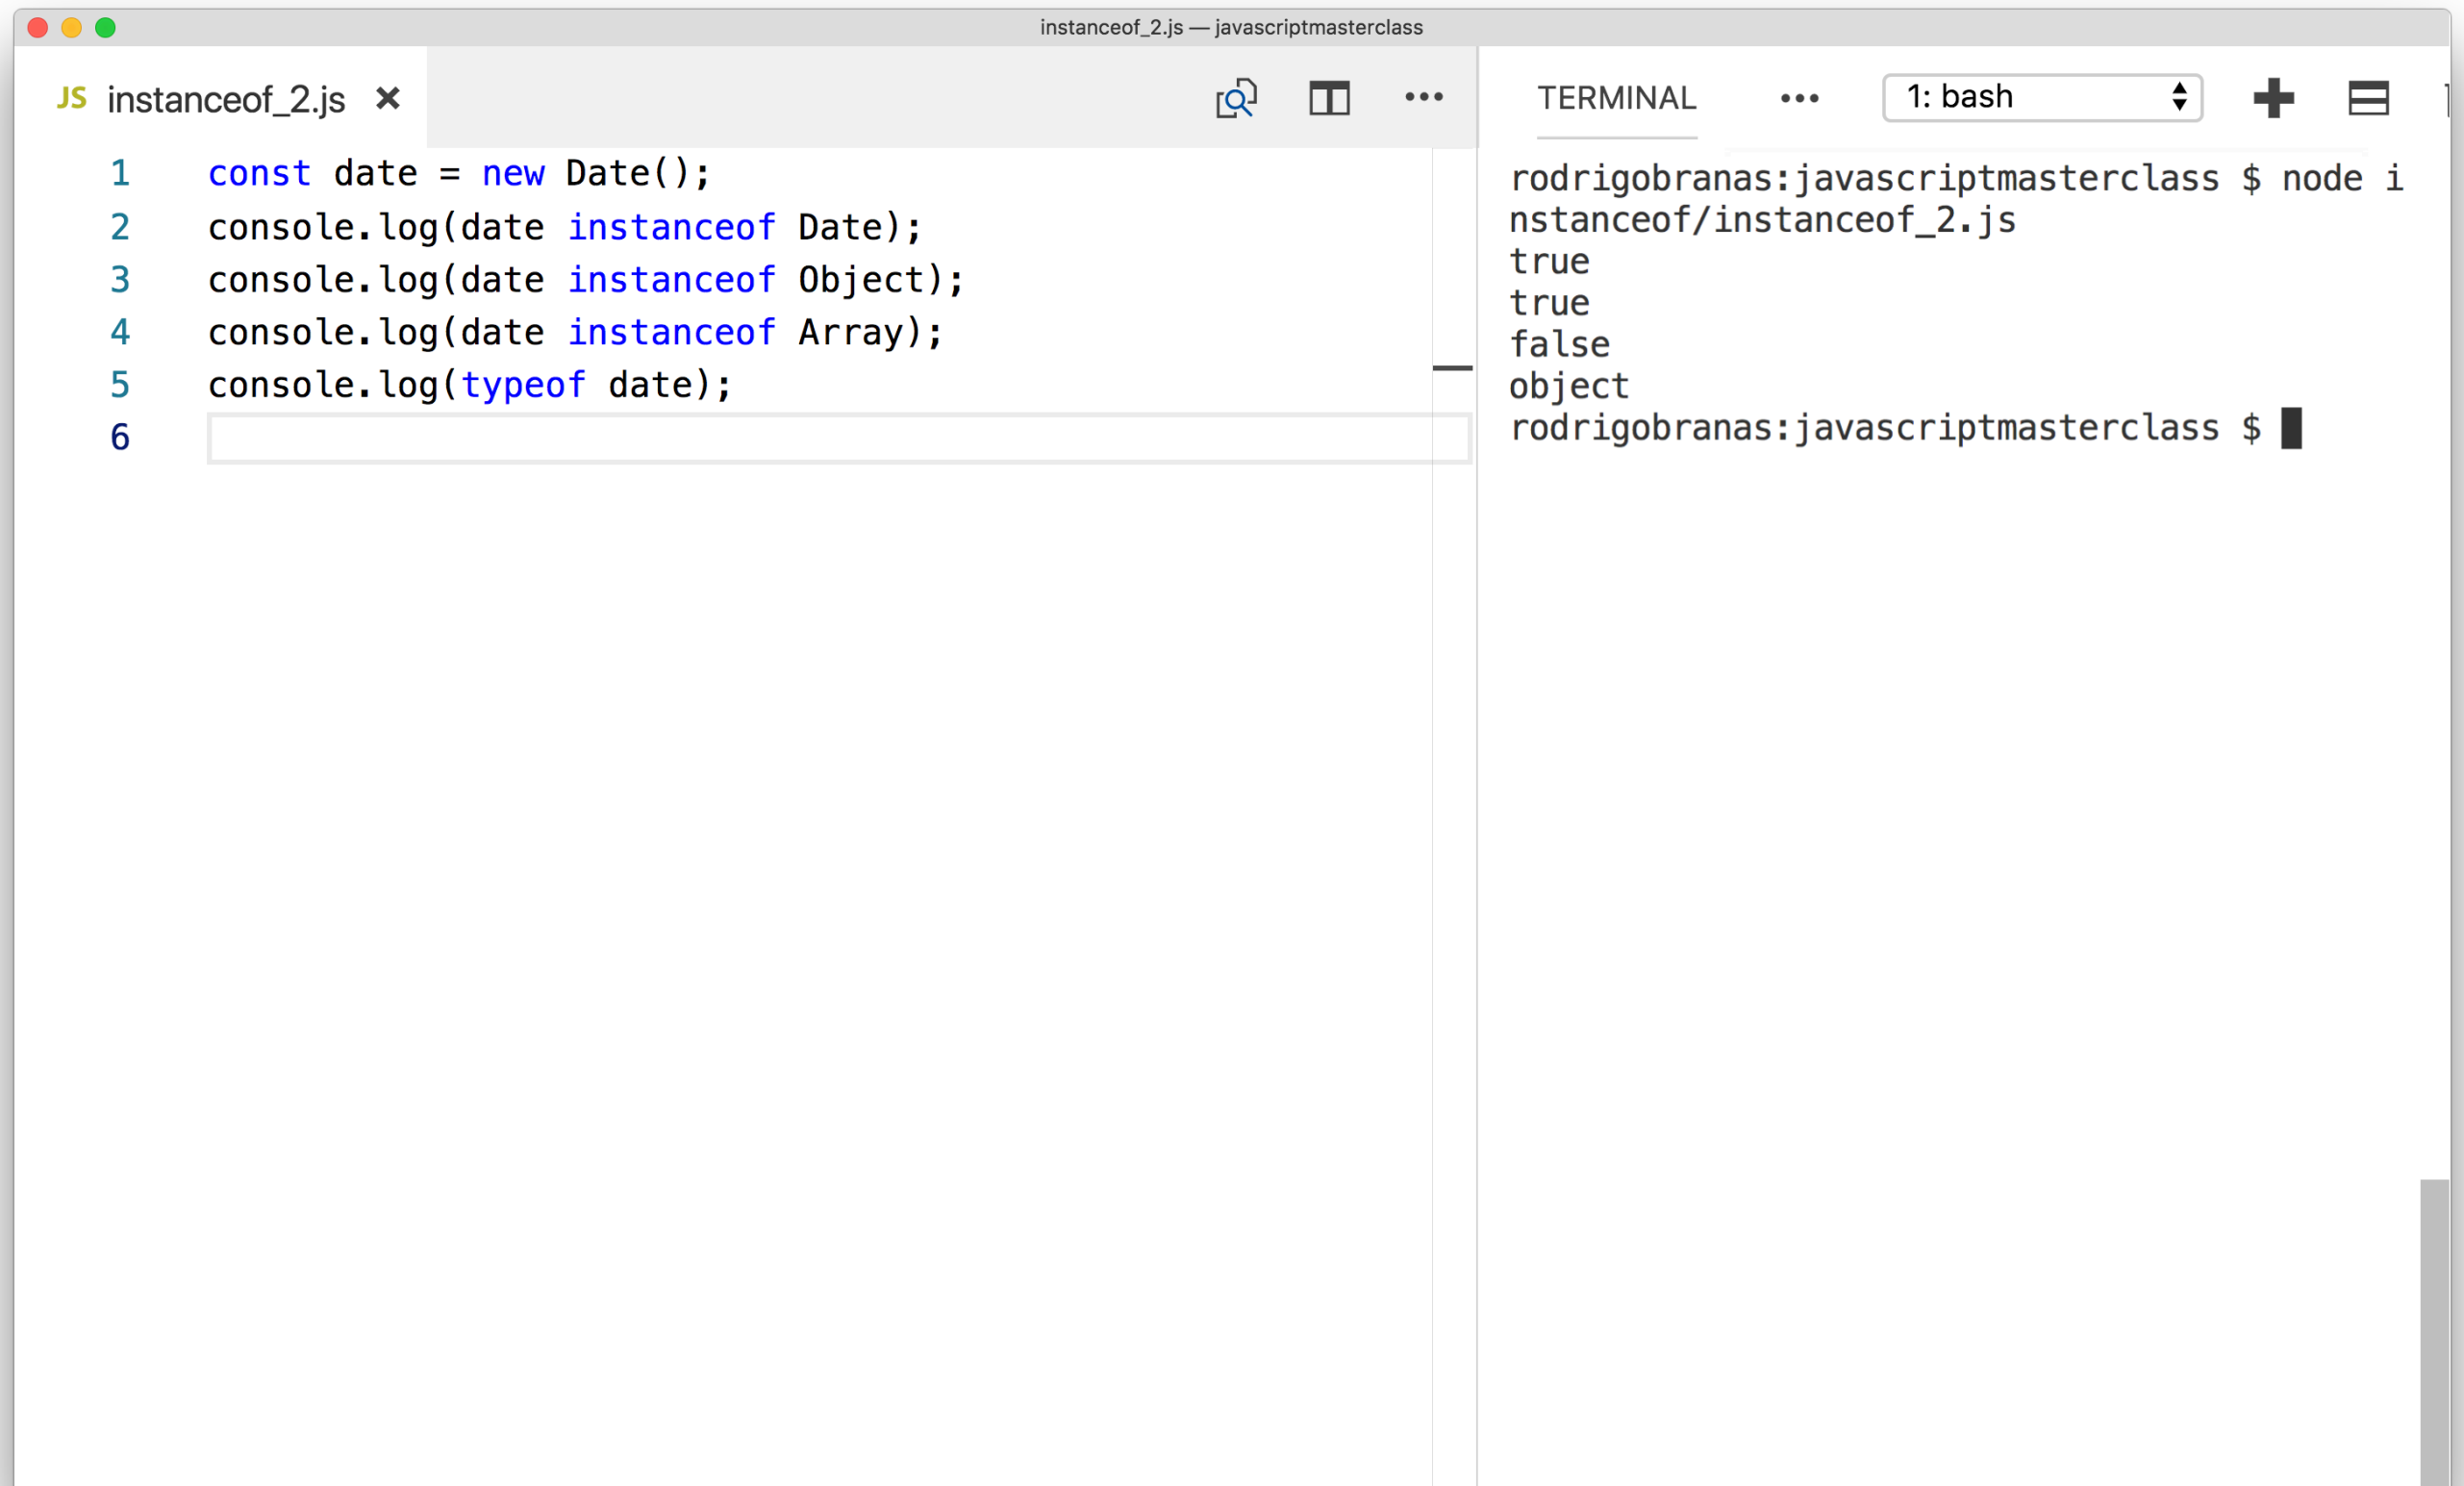 instanceof_2.js — javascriptmasterclass
JS instanceof_2.js
TERMINAL
1: bash
1 const date = new Date();
2 console.log(date instanceof Date);
3 console.log(date instanceof Object);
4 console.log(date instanceof Array);
5 console.log(typeof date);
6
rodrigobranas:javascriptmasterclass $ node i
nstanceof/instanceof_2.js
true
true
false
object
rodrigobranas:javascriptmasterclass $